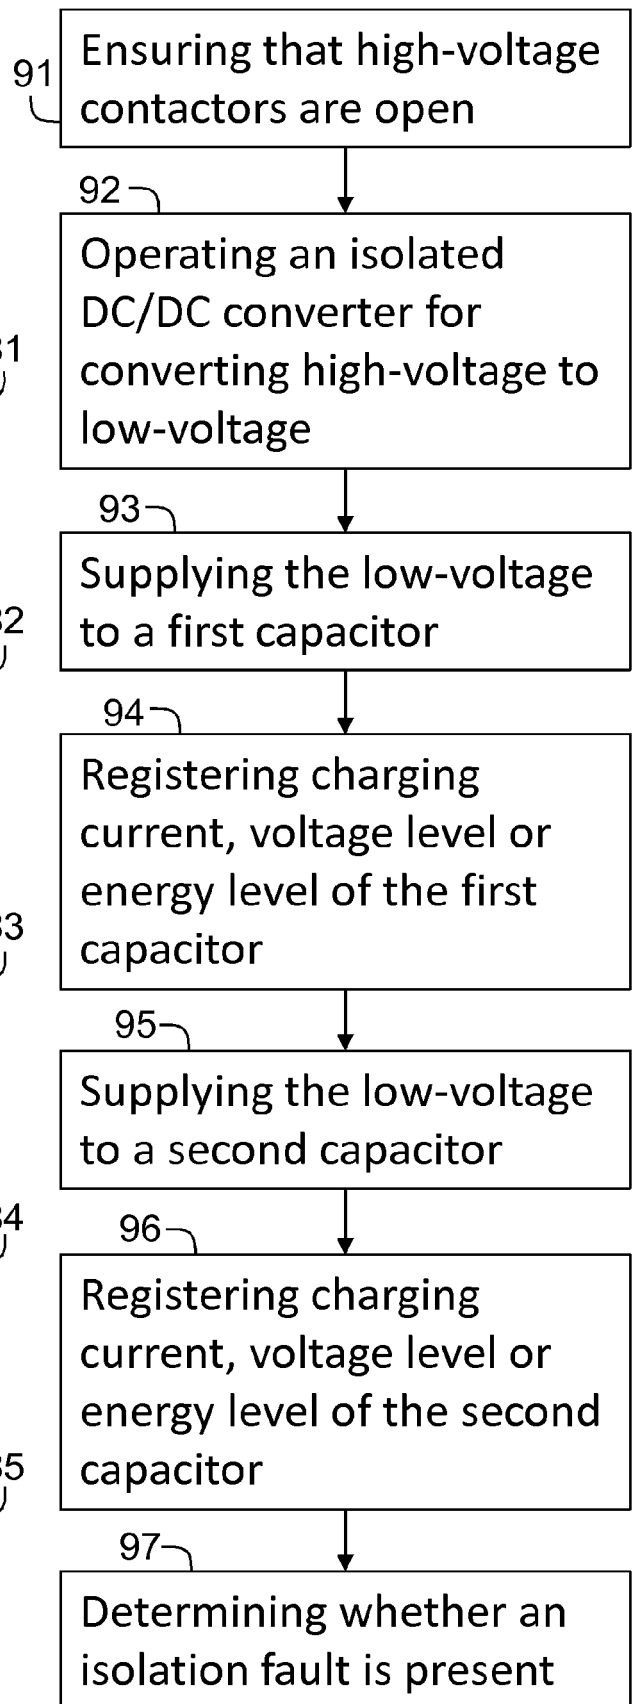 91
Ensuring that high-voltage
contactors are open
92
Operating an isolated
DC/DC converter for
converting high-voltage to
low-voltage
93
Supplying the low-voltage
to a first capacitor
94
Registering charging
current, voltage level or
energy level of the first
capacitor
95
Supplying the low-voltage
to a second capacitor
96
Registering charging
current, voltage level or
energy level of the second
capacitor
97
Determining whether an
isolation fault is present